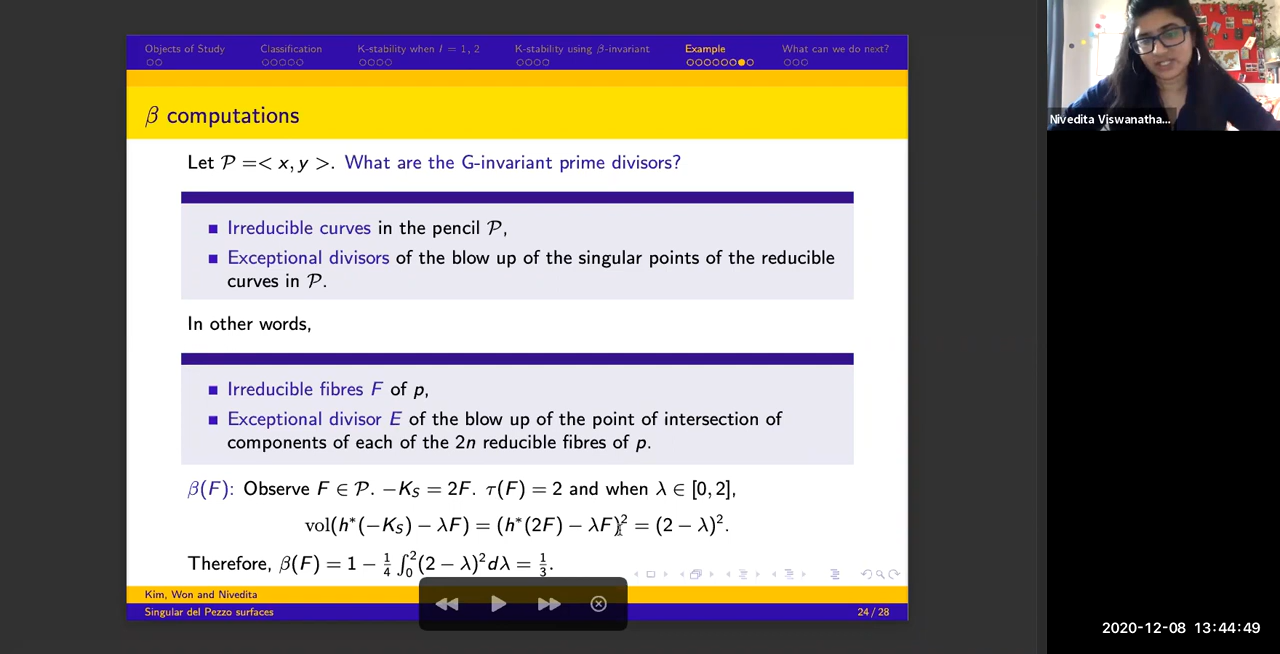 Objects of Study Classification K-stability when I = 1, 2 K-stability using β-invariant Example What can we do next?
β computations
Let 𝒫 =< x, y >. What are the G-invariant prime divisors?
Irreducible curves in the pencil 𝒫,
Exceptional divisors of the blow up of the singular points of the reducible
curves in 𝒫.
In other words,
Irreducible fibres F of p,
Exceptional divisor E of the blow up of the point of intersection of
components of each of the 2n reducible fibres of p.
β(F): Observe F ∈ 𝒫. −K_S = 2F. τ(F) = 2 and when λ ∈ [0, 2],
vol(h*(−K_S) − λF) = (h*(2F) − λF)² = (2 − λ)².
Therefore, β(F) = 1 − 1/4 ∫₀² (2 − λ)² dλ = 1/3.
Kim, Won and Nivedita
Singular del Pezzo surfaces 24 / 28
Nivedita Viswanatha...
2020-12-08 13:44:49